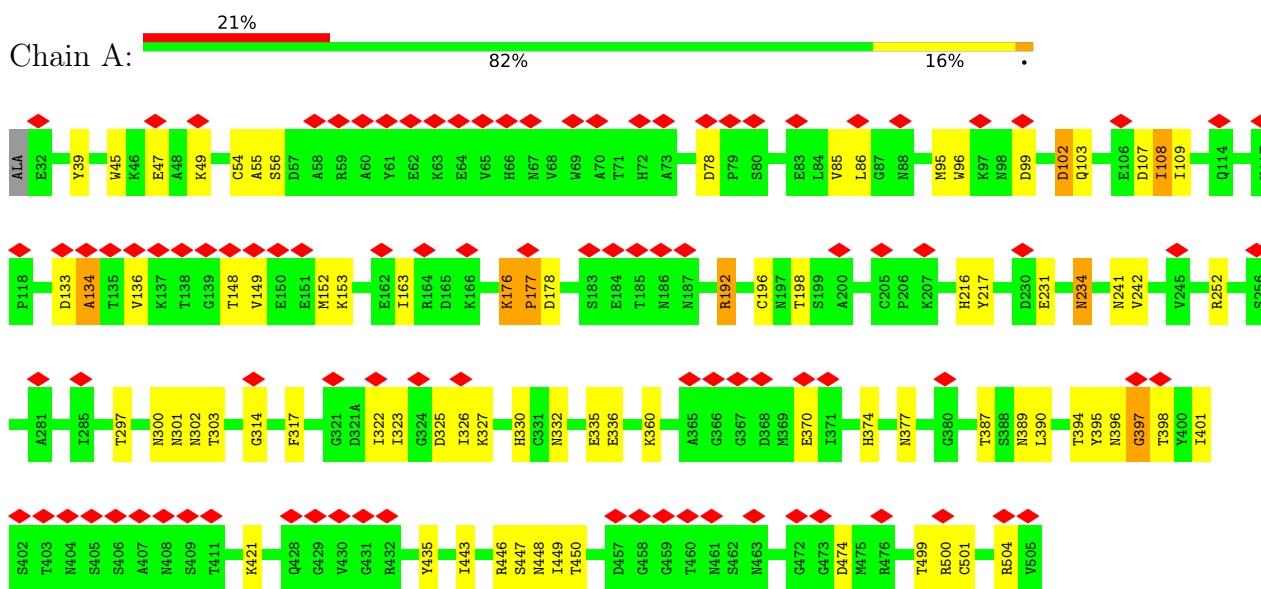 21%
Chain A:
82% 16% •
ALA E32 Y39 W45 K46 E47 A48 K49 C54 A55 S56 D57 A58 R59 A60 Y61 E62 K63 E64 V65 H66 N67 V68 W69 A70 T71 H72 A73 D78 P79 S80 E83 L84 V85 L86 G87 N88 M95 W96 K97 N98 D99 D102 Q103 E106 D107 I108 I109 Q114
P118 D133 A134 T135 V136 K137 T138 G139 T148 V149 E150 E151 M152 K153 E162 I163 R164 D165 K166 K176 P177 D178 S183 E184 T185 N186 N187 R192 C196 N197 T198 S199 A200 C205 P206 K207 H216 Y217 D230 E231 N234 N241 V242 V245 R252 S256
A281 I285 T297 N300 N301 N302 T303 G314 F317 G321 D321A I322 I323 G324 D325 I326 K327 H330 C331 N332 E335 E336 K360 A365 G366 G367 D368 M369 E370 I371 H374 N377 G380 T387 S388 N389 L390 T394 Y395 N396 G397 T398 Y400 I401
S402 T403 N404 S405 S406 A407 N408 S409 T411 K421 Q428 G429 V430 G431 R432 Y435 I443 R446 S447 N448 I449 T450 D457 G458 G459 T460 N461 S462 N463 G472 G473 D474 M475 R476 T499 R500 C501 R504 V505